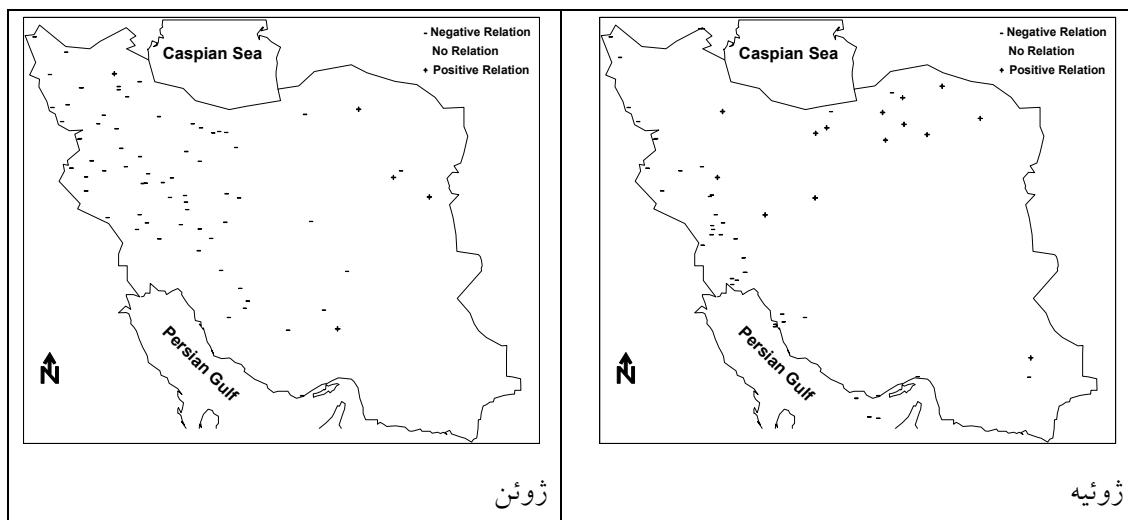 - Negative Relation
No Relation
+ Positive Relation
Caspian Sea
Persian Gulf
N
ژوئن
- Negative Relation
No Relation
+ Positive Relation
Caspian Sea
Persian Gulf
N
ژوئیه